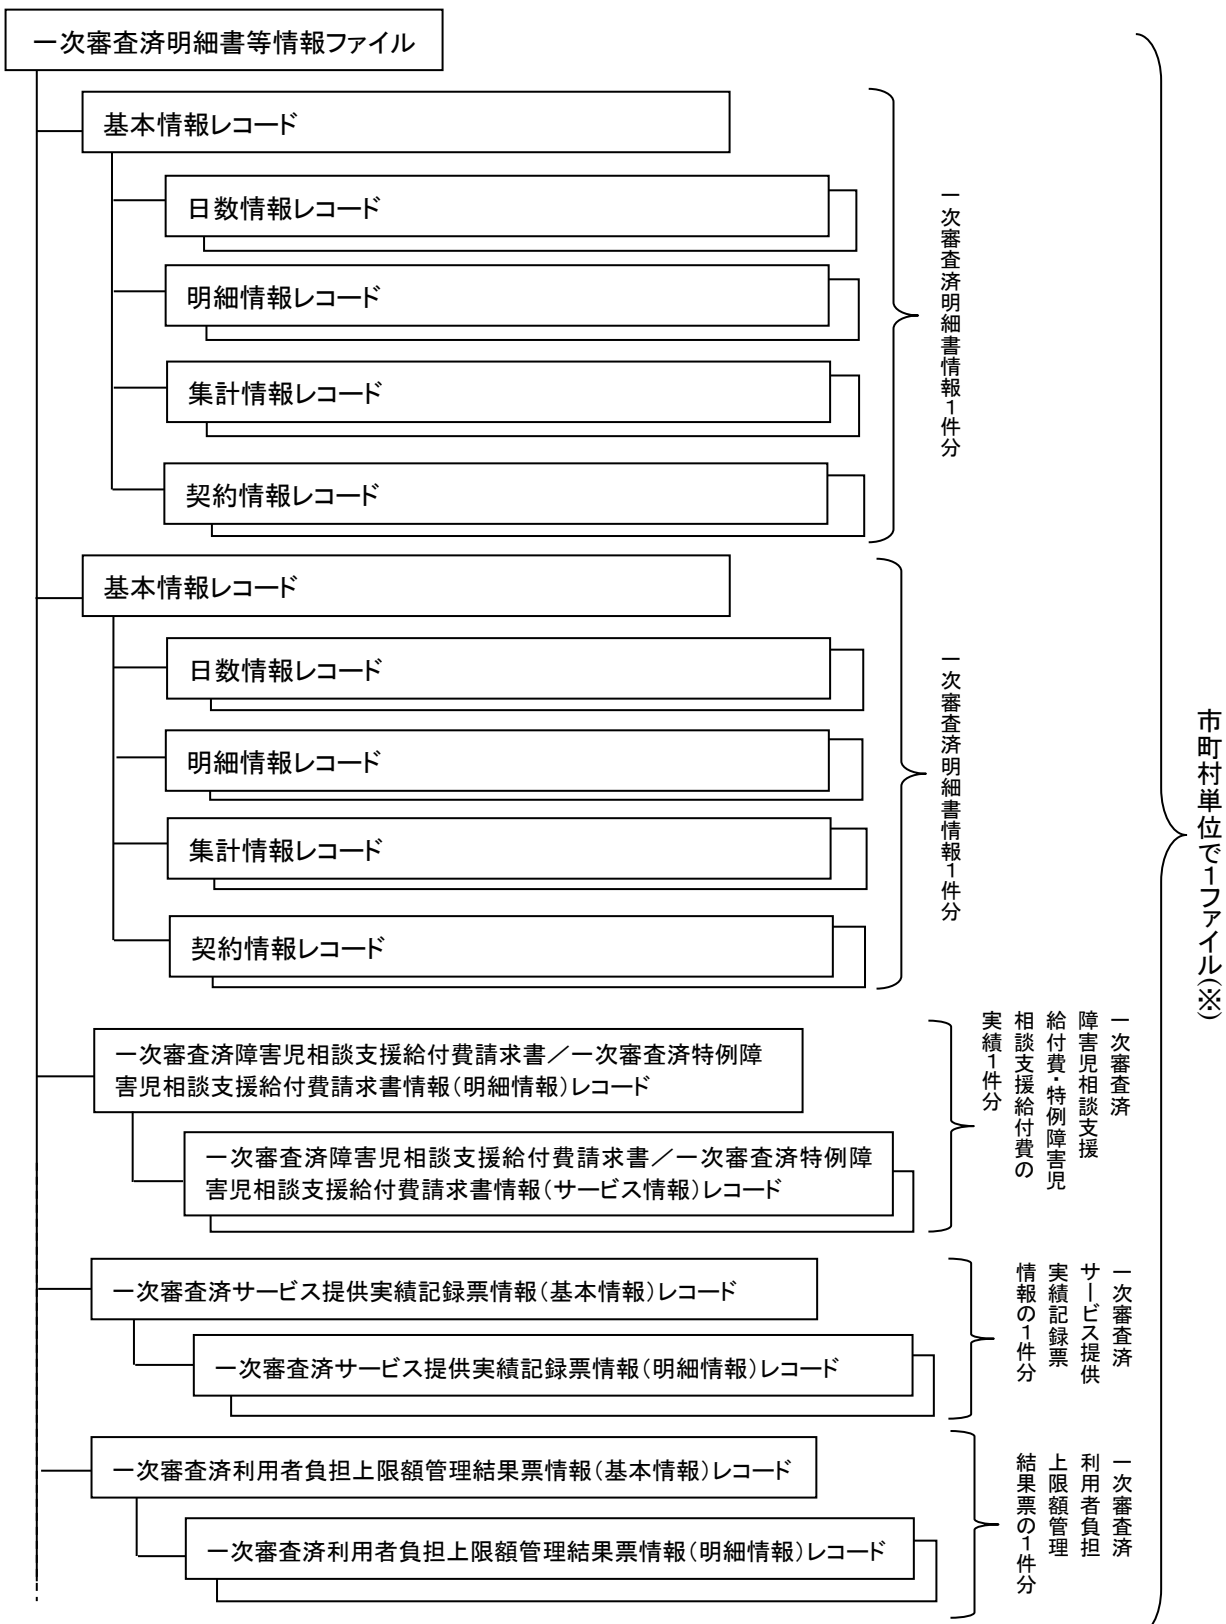 一次審査済明細書等情報ファイル
基本情報レコード
日数情報レコード
明細情報レコード
集計情報レコード
契約情報レコード
一次審査済明細書情報1件分
基本情報レコード
日数情報レコード
明細情報レコード
集計情報レコード
契約情報レコード
一次審査済明細書情報1件分
市町村単位で1ファイル(※)
一次審査済障害児相談支援給付費請求書／一次審査済特例障
害児相談支援給付費請求書情報(明細情報)レコード
一次審査済障害児相談支援給付費請求書／一次審査済特例障
害児相談支援給付費請求書情報(サービス情報)レコード
一次審査済
障害児相談支援
給付費・特例障害児
相談支援給付費の
実績1件分
一次審査済サービス提供実績記録票情報(基本情報)レコード
一次審査済サービス提供実績記録票情報(明細情報)レコード
一次審査済
サービス提供
実績記録票
情報の1件分
一次審査済利用者負担上限額管理結果票情報(基本情報)レコード
一次審査済利用者負担上限額管理結果票情報(明細情報)レコード
一次審査済
利用者負担
上限額管理
結果票の1件分